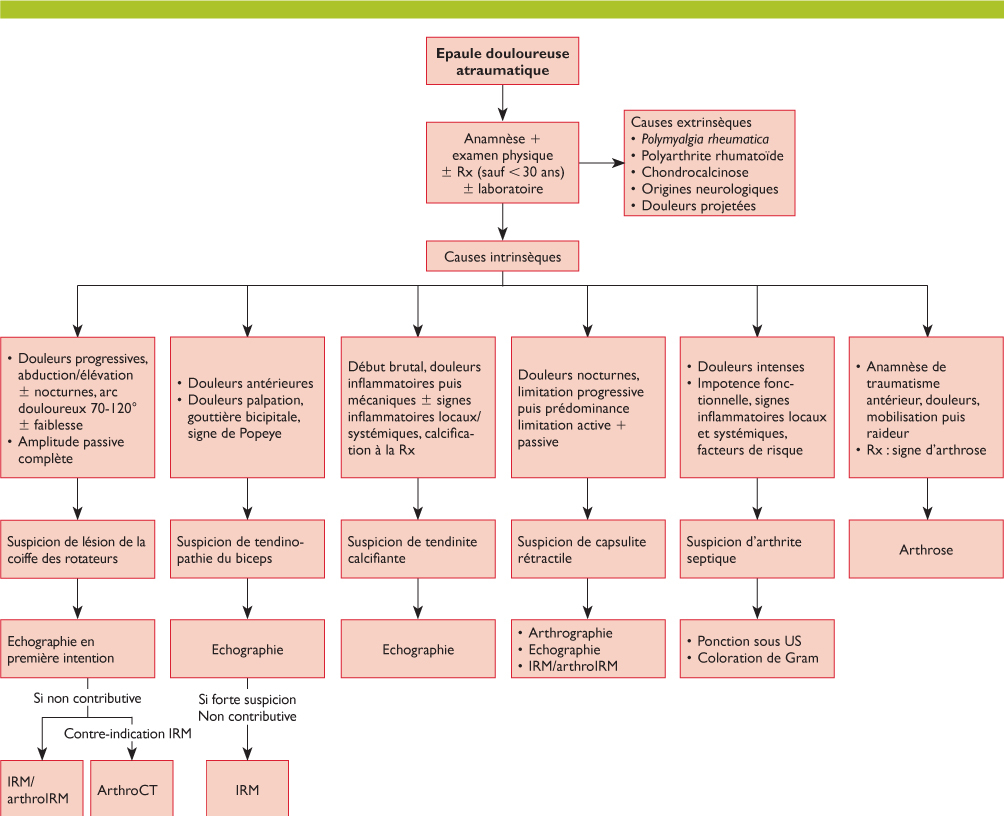 Epaule douloureuse
atraumatique
Anamnèse +
examen physique
± Rx (sauf < 30 ans)
± laboratoire
Causes extrinsèques
• Polymyalgia rheumatica
• Polyarthrite rhumatoïde
• Chondrocalcinose
• Origines neurologiques
• Douleurs projetées
Causes intrinsèques
• Douleurs progressives,
abduction/élévation
± nocturnes, arc
douloureux 70-120°
± faiblesse
• Amplitude passive
complète
• Douleurs antérieures
• Douleurs palpation,
gouttière bicipitale,
signe de Popeye
Début brutal, douleurs
inflammatoires puis
mécaniques ± signes
inflammatoires locaux/
systémiques, calcifica-
tion à la Rx
Douleurs nocturnes,
limitation progressive
puis prédominance
limitation active +
passive
• Douleurs intenses
• Impotence fonc-
tionnelle, signes
inflammatoires locaux
et systémiques,
facteurs de risque
• Anamnèse de
traumatisme
antérieur, douleurs,
mobilisation puis
raideur
• Rx : signe d'arthrose
Suspicion de lésion de la
coiffe des rotateurs
Suspicion de tendino-
pathie du biceps
Suspicion de tendinite
calcifiante
Suspicion de capsulite
rétractile
Suspicion d'arthrite
septique
Arthrose
Echographie en
première intention
Echographie
Echographie
• Arthrographie
• Echographie
• IRM/arthroIRM
• Ponction sous US
• Coloration de Gram
Si non contributive
Contre-indication IRM
Si forte suspicion
Non contributive
IRM/
arthroIRM
ArthroCT
IRM